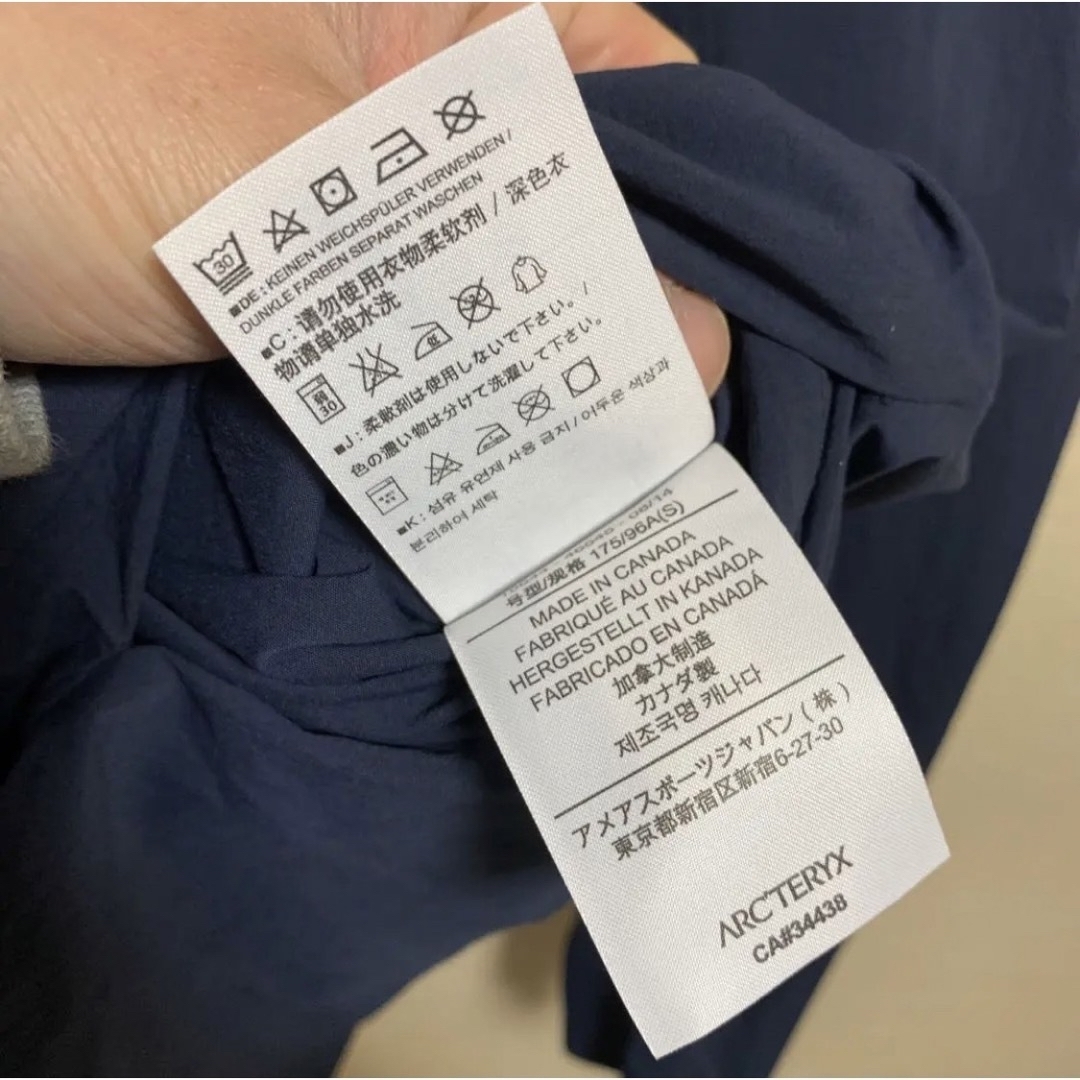 30
■DE : KEINEN WEICHSPÜLER VERWENDEN /
DUNKLE FARBEN SEPARAT WASCHEN
■C : 请勿使用衣物柔软剂 / 深色衣
物请单独水洗
弱
30
低
■J : 柔軟剤は使用しないで下さい。/
色の濃い物は分けて洗濯して下さい。
■K : 섬유 유연제 사용 금지 / 어두운 색상과
분리하여 세탁
08/14
号型/规格 175/96A(S)
MADE IN CANADA
FABRIQUÉ AU CANADA
HERGESTELLT IN KANADA
FABRICADO EN CANADÁ
加拿大制造
カナダ製
제조국명 캐나다
アメアスポーツジャパン (株)
東京都新宿区新宿6-27-30
ARC'TERYX
CA#34438